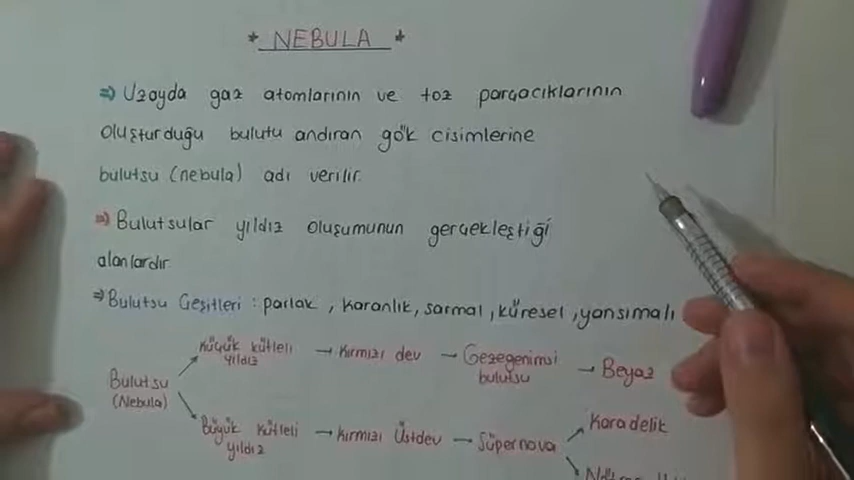 * NEBULA *
⇒ Uzayda gaz atomlarının ve toz parçacıklarının
oluşturduğu bulutu andıran gök cisimlerine
bulutsu (nebula) adı verilir.
⇒ Bulutsular yıldız oluşumunun gerçekleştiği
alanlardır
⇒ Bulutsu Çeşitleri : parlak , karanlık, sarmal, küresel, yansımalı
Bulutsu
(Nebula)
Küçük kütleli
yıldız
→ Kırmızı dev → Gezegenimsi
bulutsu
→ Beyaz
Büyük kütleli
yıldız
→ Kırmızı Üstdev → Süpernova
Karadelik